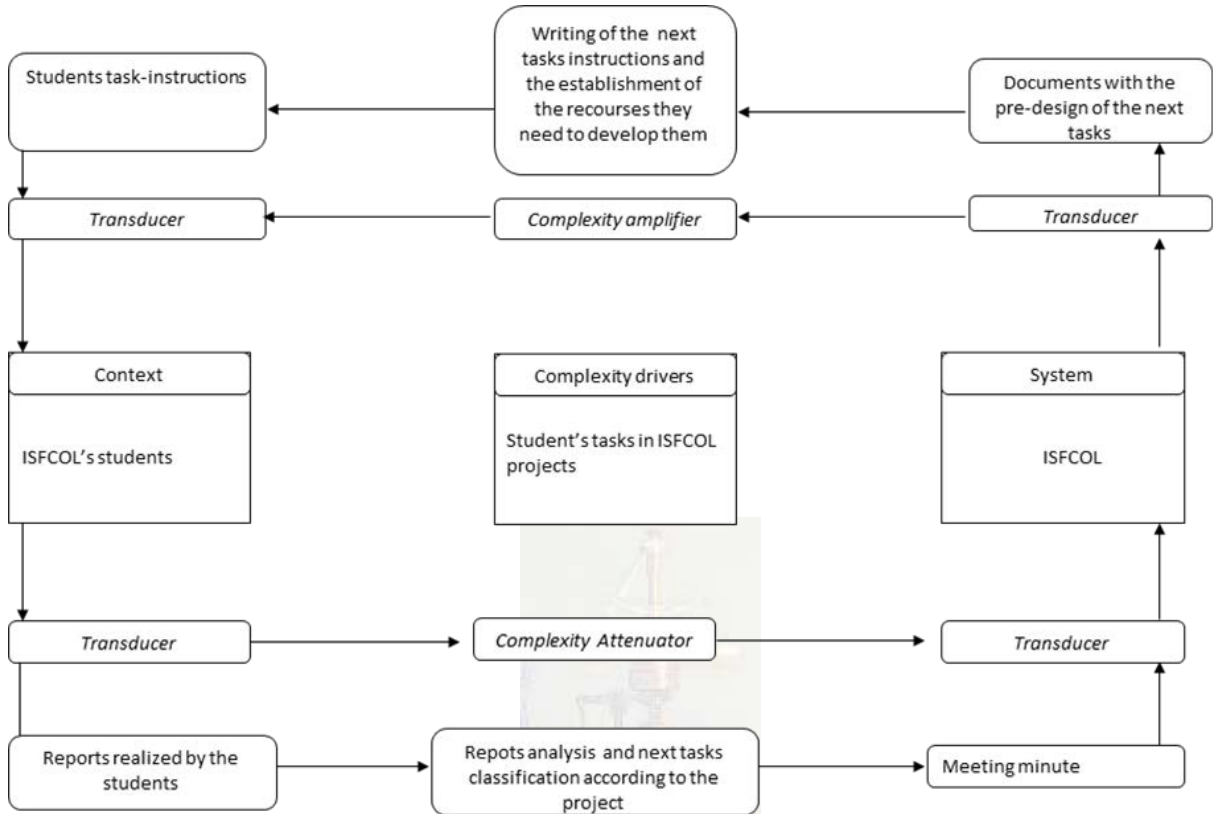 Students task-instructions
Writing of the next
tasks instructions and
the establishment of
the recourses they
need to develop them
Documents with the
pre-design of the next
tasks
Transducer
Complexity amplifier
Transducer
Context
Complexity drivers
System
ISFCOL's students
Student's tasks in ISFCOL
projects
ISFCOL
Transducer
Complexity Attenuator
Transducer
Reports realized by the
students
Repots analysis and next tasks
classification according to the
project
Meeting minute